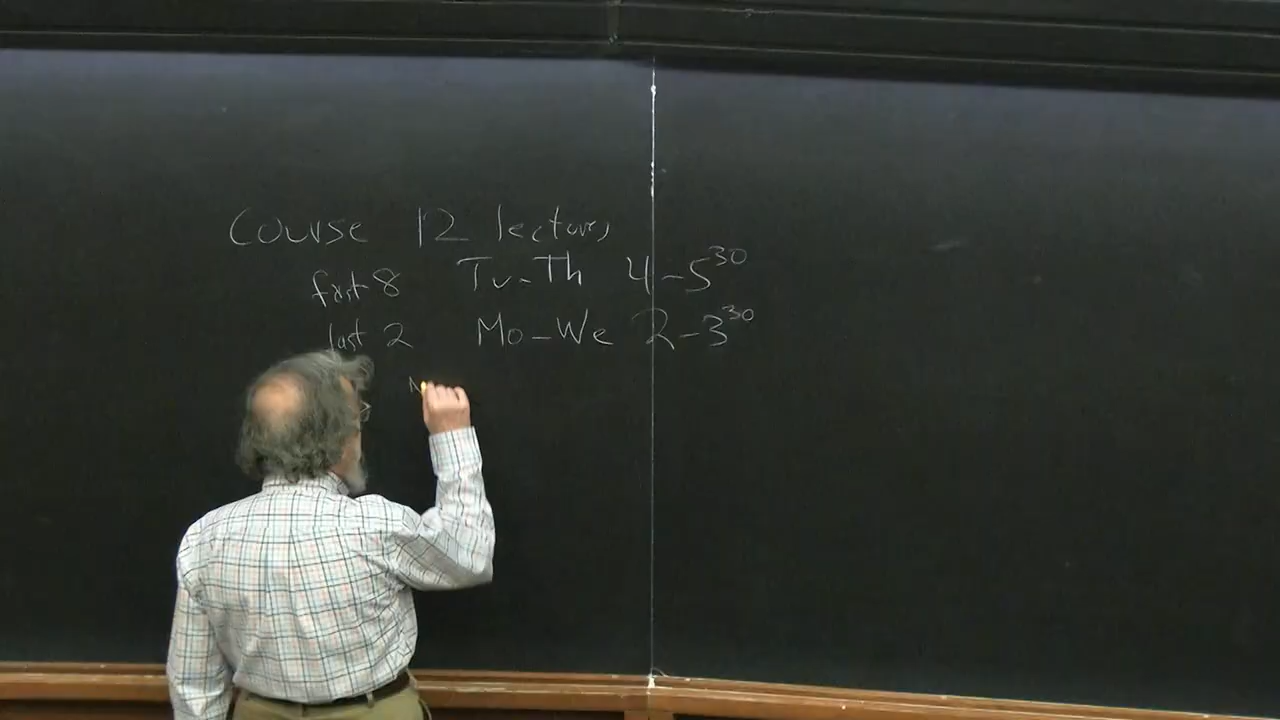 Course 12 lectures
first 8 Tu-Th 4-5³⁰
last 2 Mo-We 2-3³⁰